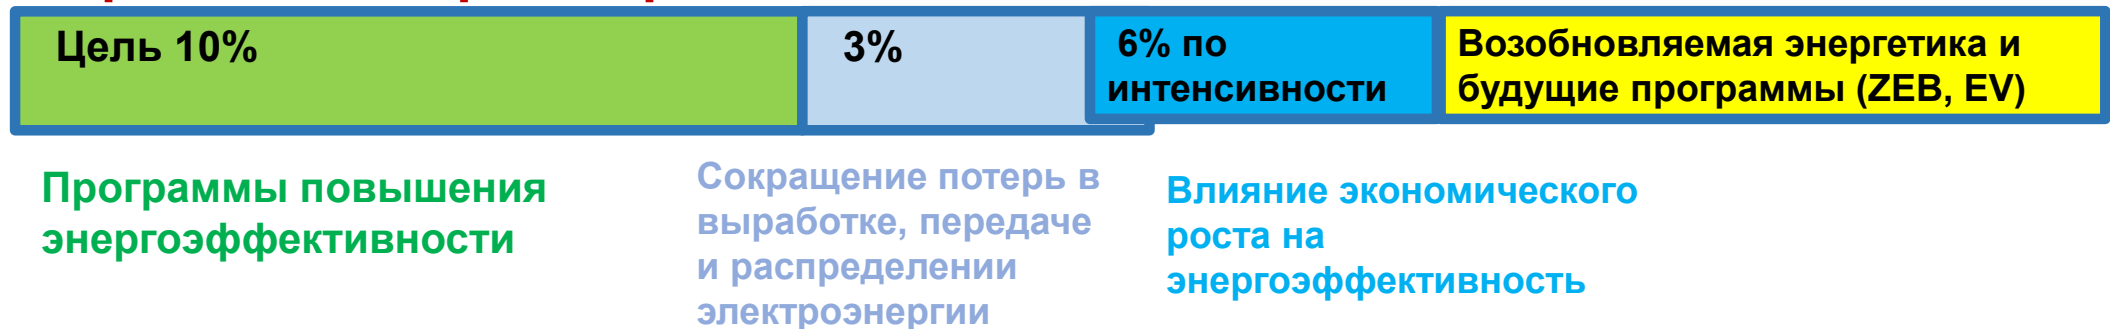 Цель 10%
3%
6% по
интенсивности
Возобновляемая энергетика и
будущие программы (ZEB, EV)
Программы повышения
энергоэффективности
Сокращение потерь в
выработке, передаче
и распределении
электроэнергии
Влияние экономического
роста на
энергоэффективность